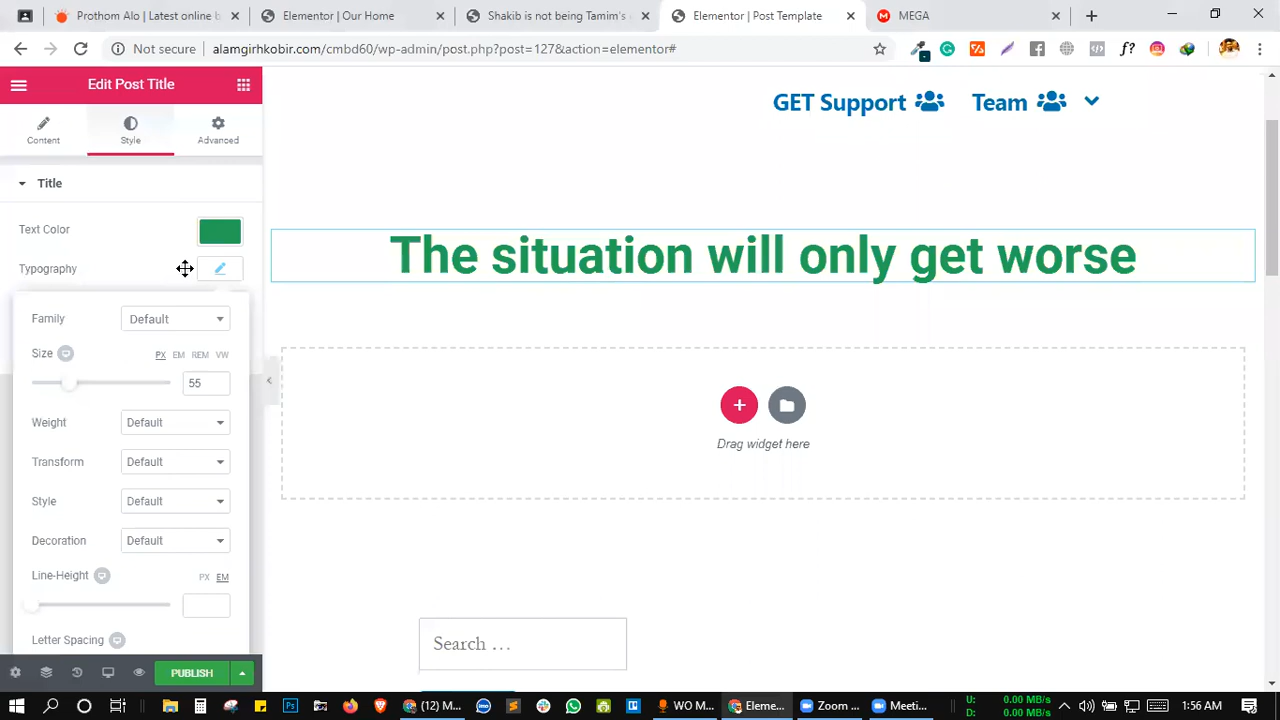 Prothom Alo | Latest online b
Elementor | Our Home
Shakib is not being Tamim's
Elementor | Post Template
MEGA
Not secure
alamgirhkobir.com/cmbd60/wp-admin/post.php?post=127&action=elementor#
f?
Edit Post Title
Content
Style
Advanced
GET Support
Team
Title
Text Color
Typography
The situation will only get worse
Family
Default
Size
PX EM REM VW
55
Weight
Default
Transform
Default
Style
Default
Decoration
Default
Line-Height
PX EM
Letter Spacing
Drag widget here
Search …
PUBLISH
(2) M...
WO M...
Eleme...
Zoom ...
Meeti...
U: 0.00 MB/s
D: 0.00 MB/s
1:56 AM